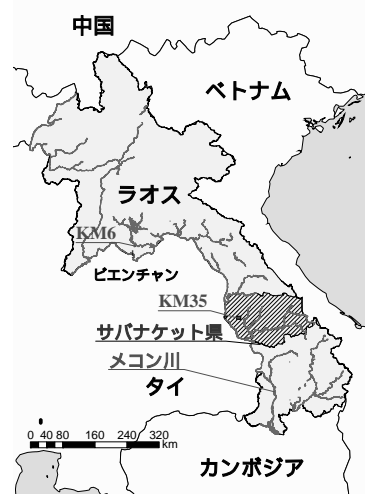 中国
ベトナム
ラオス
KM6
ビエンチャン
KM35
サバナケット県
メコン川
タイ
0 40 80 160 240 320
km
カンボジア